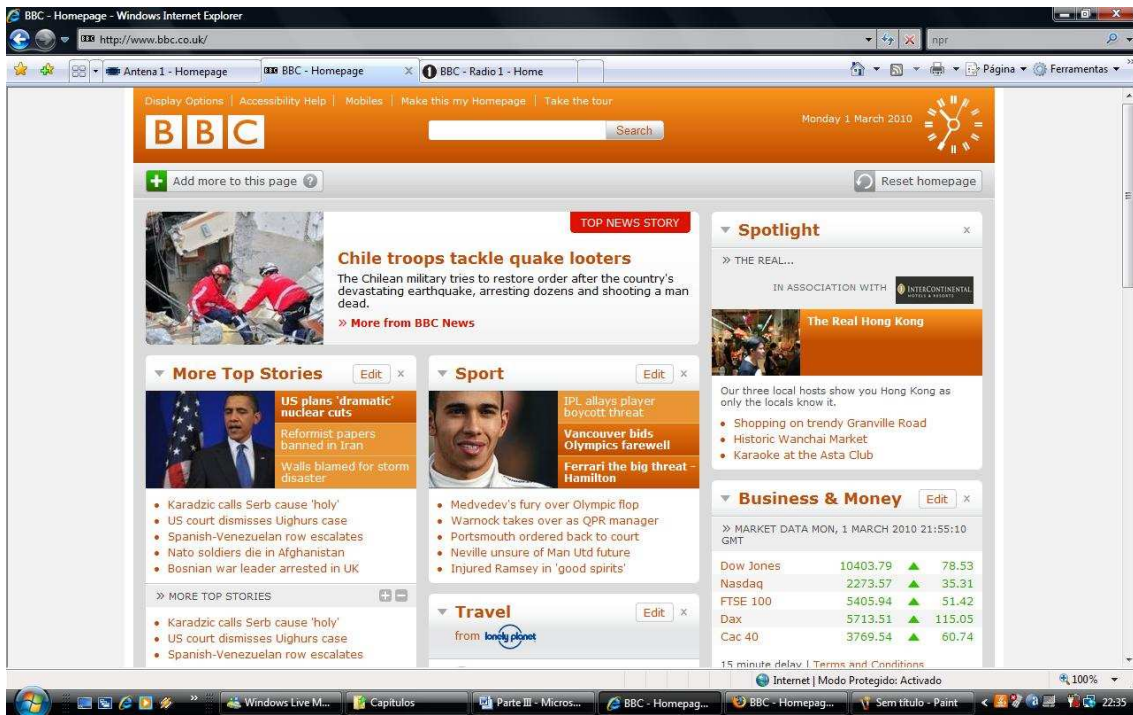 BBC - Homepage - Windows Internet Explorer
http://www.bbc.co.uk/
npr
Antena 1 - Homepage
BBC - Homepage
BBC - Radio 1 - Home
Página
Ferramentas
Display Options | Accessibility Help | Mobiles | Make this my Homepage | Take the tour
BBC
Search
Monday 1 March 2010
Add more to this page ?
Reset homepage
TOP NEWS STORY
Chile troops tackle quake looters
The Chilean military tries to restore order after the country's
devastating earthquake, arresting dozens and shooting a man
dead.
» More from BBC News
More Top Stories
Edit x
US plans 'dramatic'
nuclear cuts
Reformist papers
banned in Iran
Walls blamed for storm
disaster
• Karadzic calls Serb cause 'holy'
• US court dismisses Uighurs case
• Spanish-Venezuelan row escalates
• Nato soldiers die in Afghanistan
• Bosnian war leader arrested in UK
» MORE TOP STORIES
• Karadzic calls Serb cause 'holy'
• US court dismisses Uighurs case
• Spanish-Venezuelan row escalates
Sport
Edit x
IPL allays player
boycott threat
Vancouver bids
Olympics farewell
Ferrari the big threat -
Hamilton
• Medvedev's fury over Olympic flop
• Warnock takes over as QPR manager
• Portsmouth ordered back to court
• Neville unsure of Man Utd future
• Injured Ramsey in 'good spirits'
Travel
Edit x
from lonely planet
Spotlight
x
» THE REAL...
IN ASSOCIATION WITH INTERCONTINENTAL
HOTELS & RESORTS
The Real Hong Kong
Our three local hosts show you Hong Kong as
only the locals know it.
• Shopping on trendy Granville Road
• Historic Wanchai Market
• Karaoke at the Asta Club
Business & Money
Edit x
» MARKET DATA MON, 1 MARCH 2010 21:55:10
GMT
Dow Jones 10403.79 ▲ 78.53
Nasdaq 2273.57 ▲ 35.31
FTSE 100 5405.94 ▲ 51.42
Dax 5713.51 ▲ 115.05
Cac 40 3769.54 ▲ 60.74
15 minute delay | Terms and Conditions
Internet | Modo Protegido: Activado
100%
Windows Live M...
Capitulos
Parte III - Micros...
BBC - Homepag...
BBC - Homepag...
Sem título - Paint
22:35